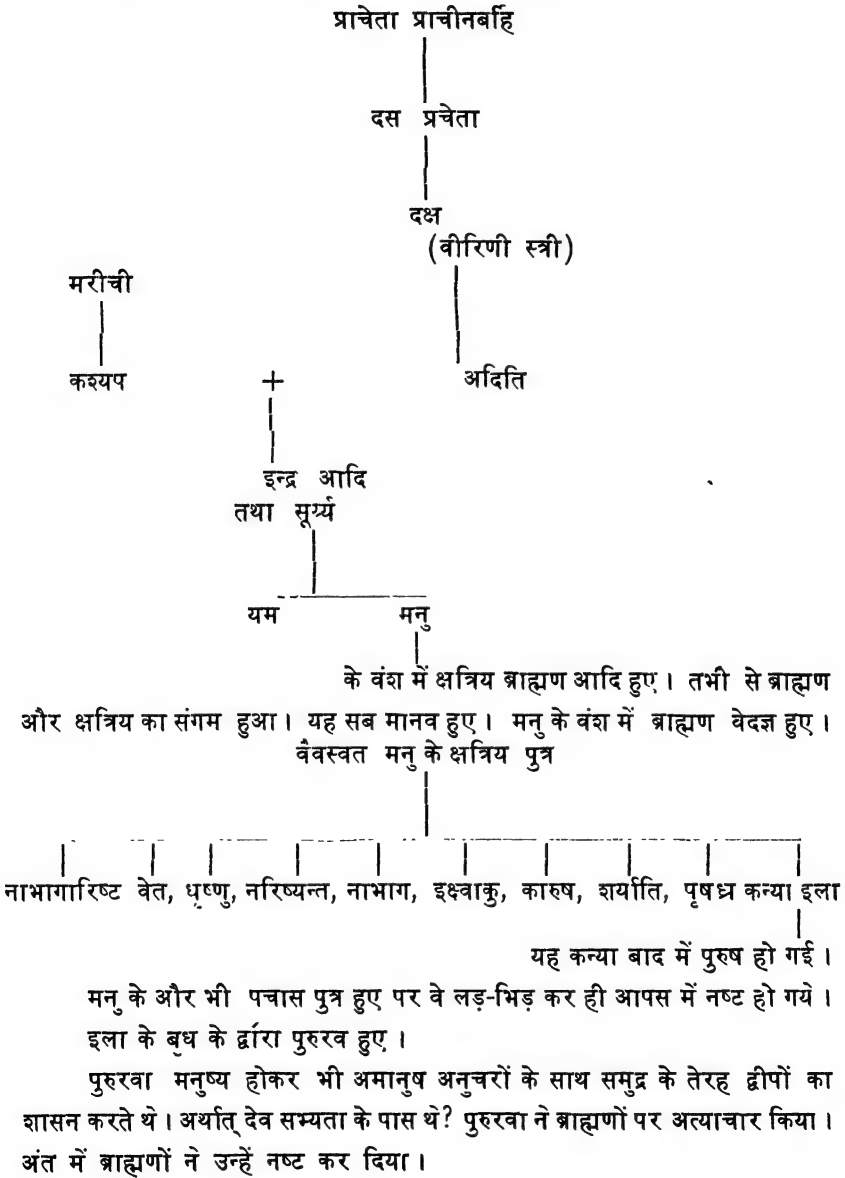 प्राचेता प्राचीनबर्हि
दस प्रचेता
दक्ष
(वीरिणी स्त्री)
मरीची
कश्यप + अदिति
इन्द्र आदि
तथा सूर्य्य
यम मनु
के वंश में क्षत्रिय ब्राह्मण आदि हुए। तभी से ब्राह्मण
और क्षत्रिय का संगम हुआ। यह सब मानव हुए। मनु के वंश में ब्राह्मण वेदज्ञ हुए।
वैवस्वत मनु के क्षत्रिय पुत्र
नाभागारिष्ट वेत, धृष्णु, नरिष्यन्त, नाभाग, इक्ष्वाकु, कारुष, शर्याति, पृषध्र कन्या इला
यह कन्या बाद में पुरुष हो गई।
मनु के और भी पचास पुत्र हुए पर वे लड़-भिड़ कर ही आपस में नष्ट हो गये।
इला के बुध के द्वारा पुरुरव हुए।
पुरुरवा मनुष्य होकर भी अमानुष अनुचरों के साथ समुद्र के तेरह द्वीपों का
शासन करते थे। अर्थात् देव सभ्यता के पास थे? पुरुरवा ने ब्राह्मणों पर अत्याचार किया।
अंत में ब्राह्मणों ने उन्हें नष्ट कर दिया।